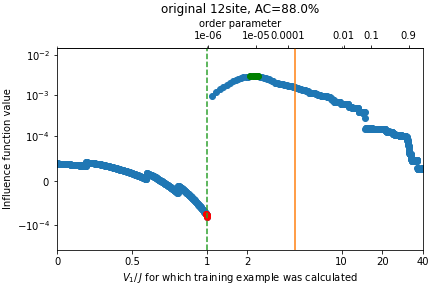 original 12site, AC=88.0%
order parameter
1e-06 1e-05 0.0001 0.01 0.1 0.9
Influence function value
10⁻²
10⁻³
10⁻⁴
0
−10⁻⁴
0 0.5 1 2 10 20 40
V₁/J for which training example was calculated